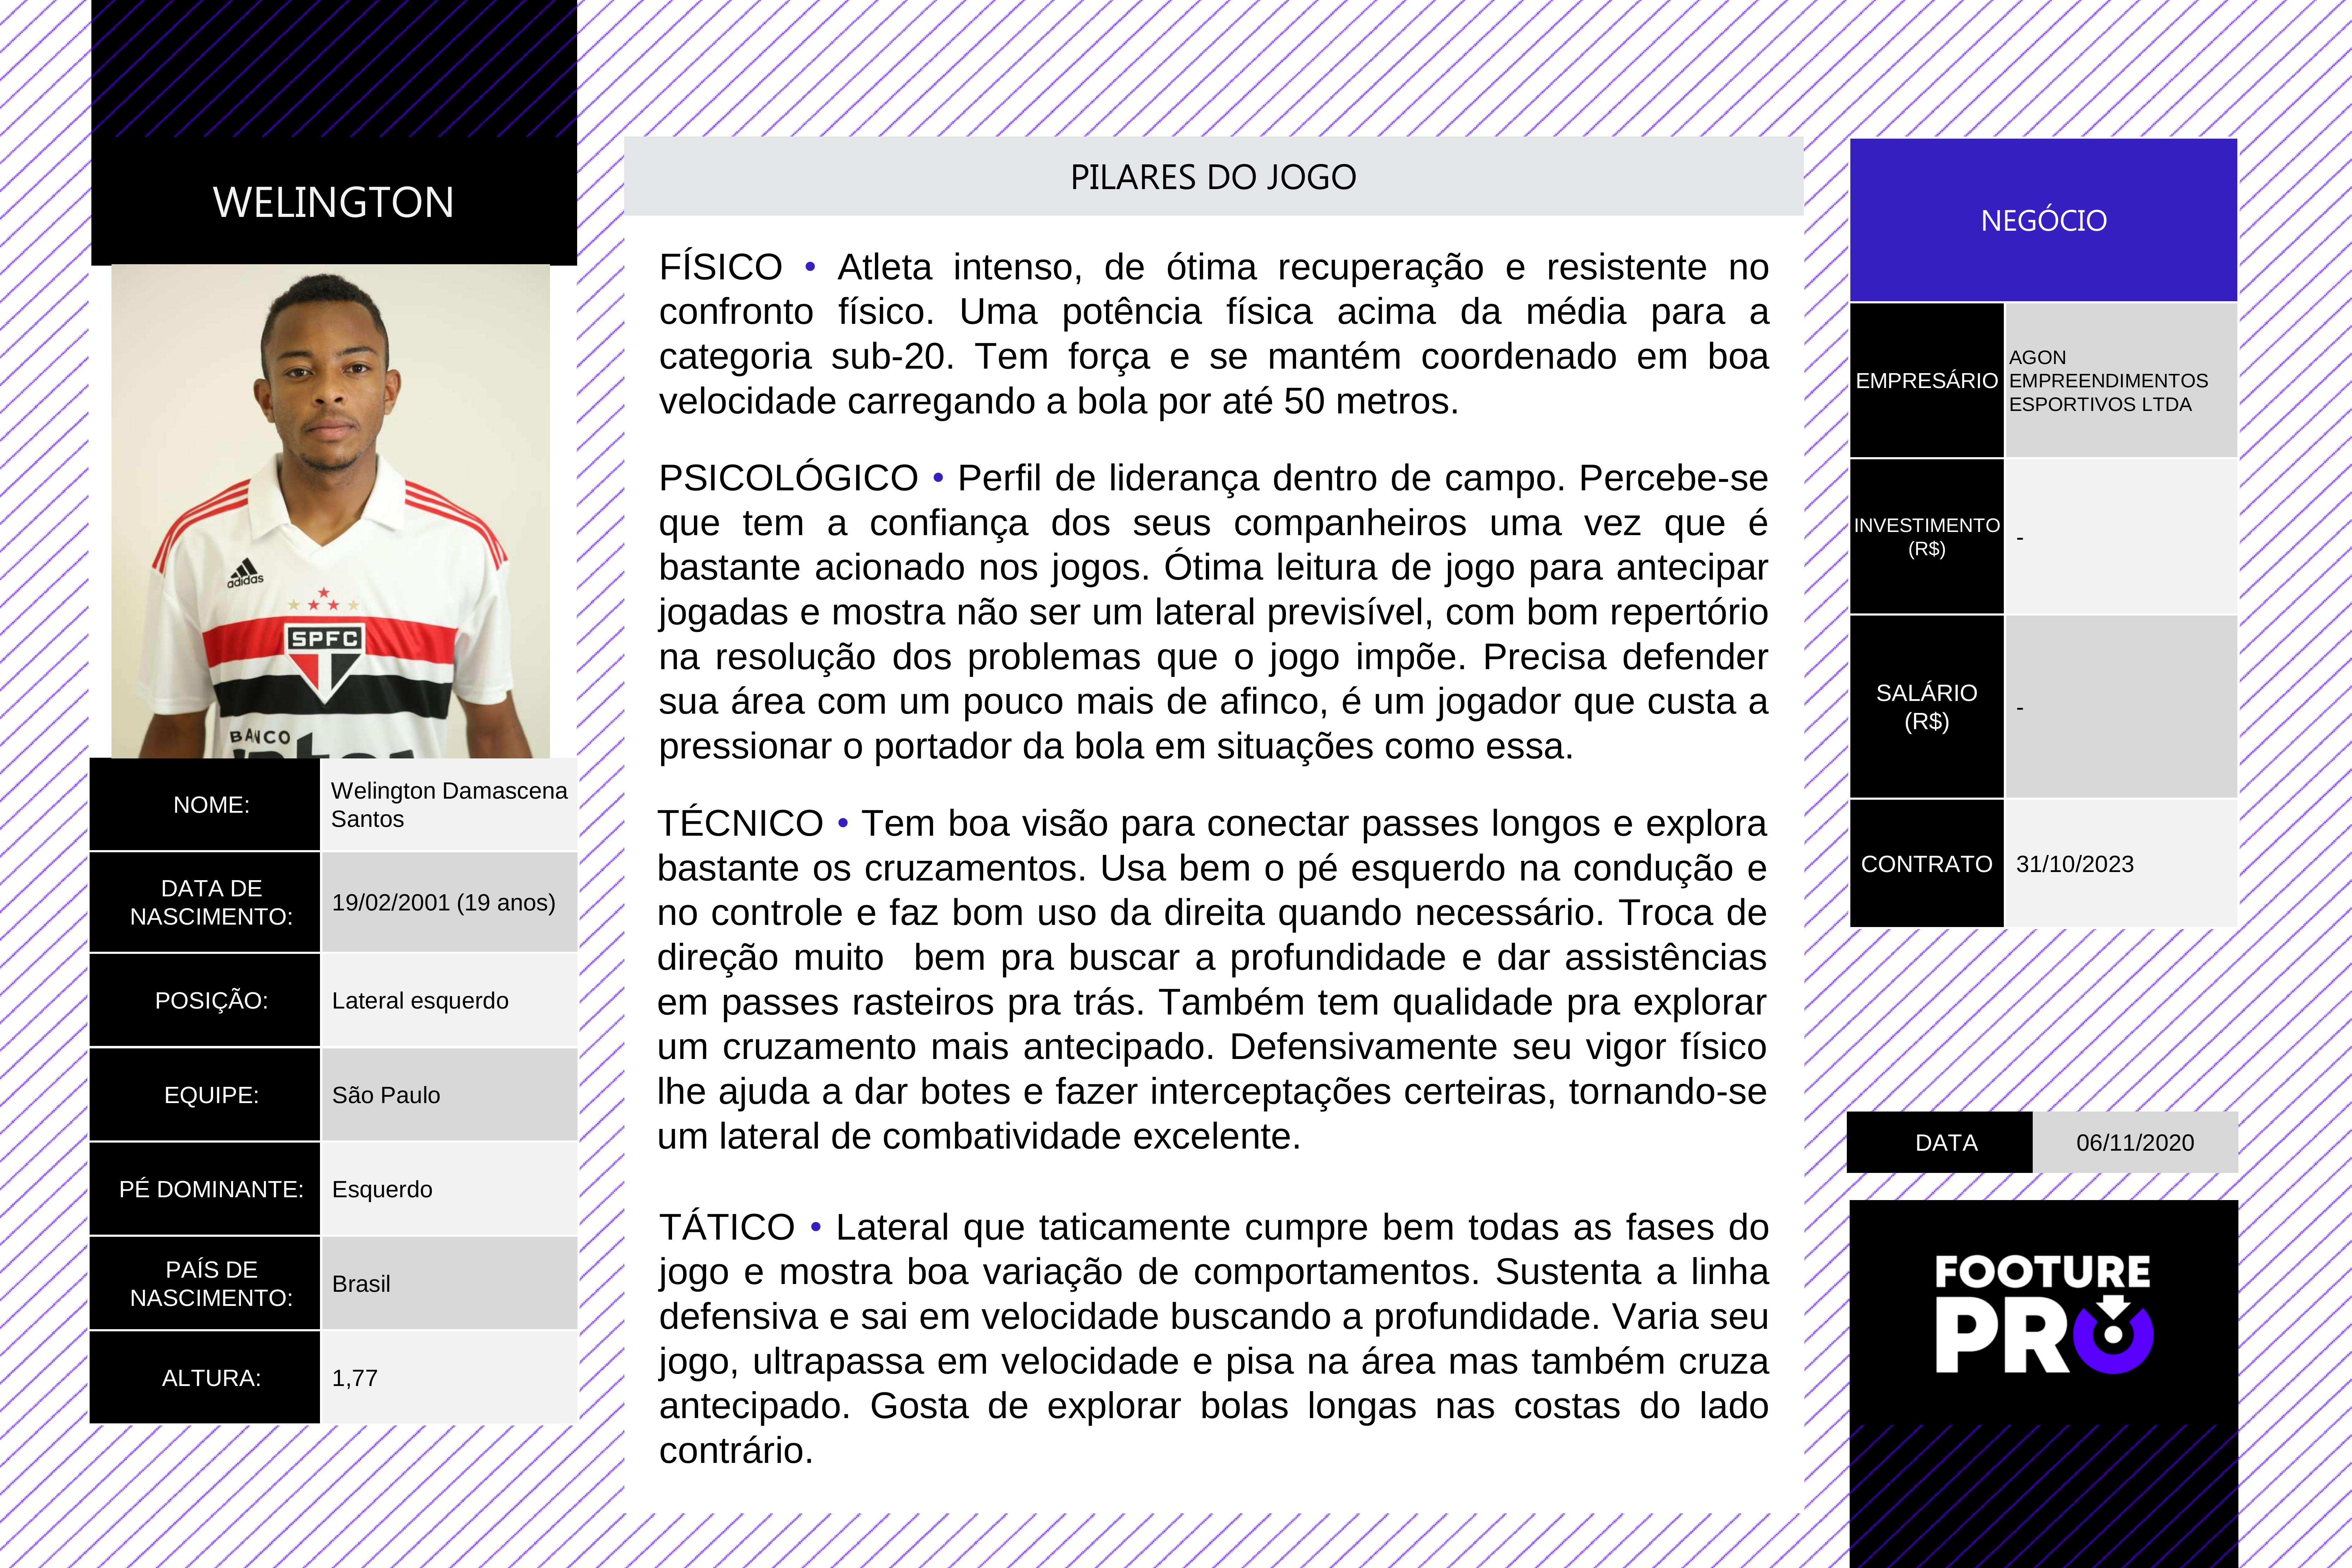 WELINGTON
adidas
SPFC
BANCO
NOME:
Welington Damascena
Santos
DATA DE
NASCIMENTO:
19/02/2001 (19 anos)
POSIÇÃO:
Lateral esquerdo
EQUIPE:
São Paulo
PÉ DOMINANTE:
Esquerdo
PAÍS DE
NASCIMENTO:
Brasil
ALTURA:
1,77
PILARES DO JOGO
FÍSICO • Atleta intenso, de ótima recuperação e resistente no
confronto físico. Uma potência física acima da média para a
categoria sub-20. Tem força e se mantém coordenado em boa
velocidade carregando a bola por até 50 metros.
PSICOLÓGICO • Perfil de liderança dentro de campo. Percebe-se
que tem a confiança dos seus companheiros uma vez que é
bastante acionado nos jogos. Ótima leitura de jogo para antecipar
jogadas e mostra não ser um lateral previsível, com bom repertório
na resolução dos problemas que o jogo impõe. Precisa defender
sua área com um pouco mais de afinco, é um jogador que custa a
pressionar o portador da bola em situações como essa.
TÉCNICO • Tem boa visão para conectar passes longos e explora
bastante os cruzamentos. Usa bem o pé esquerdo na condução e
no controle e faz bom uso da direita quando necessário. Troca de
direção muito  bem pra buscar a profundidade e dar assistências
em passes rasteiros pra trás. Também tem qualidade pra explorar
um cruzamento mais antecipado. Defensivamente seu vigor físico
lhe ajuda a dar botes e fazer interceptações certeiras, tornando-se
um lateral de combatividade excelente.
TÁTICO • Lateral que taticamente cumpre bem todas as fases do
jogo e mostra boa variação de comportamentos. Sustenta a linha
defensiva e sai em velocidade buscando a profundidade. Varia seu
jogo, ultrapassa em velocidade e pisa na área mas também cruza
antecipado. Gosta de explorar bolas longas nas costas do lado
contrário.
NEGÓCIO
EMPRESÁRIO
AGON
EMPREENDIMENTOS
ESPORTIVOS LTDA
INVESTIMENTO
(R$)
-
SALÁRIO
(R$)
-
CONTRATO
31/10/2023
DATA
06/11/2020
FOOTURE
PRO